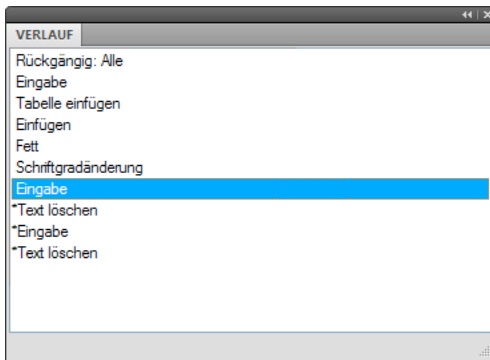 VERLAUF
Rückgängig: Alle
Eingabe
Tabelle einfügen
Einfügen
Fett
Schriftgradänderung
Eingabe
*Text löschen
*Eingabe
*Text löschen